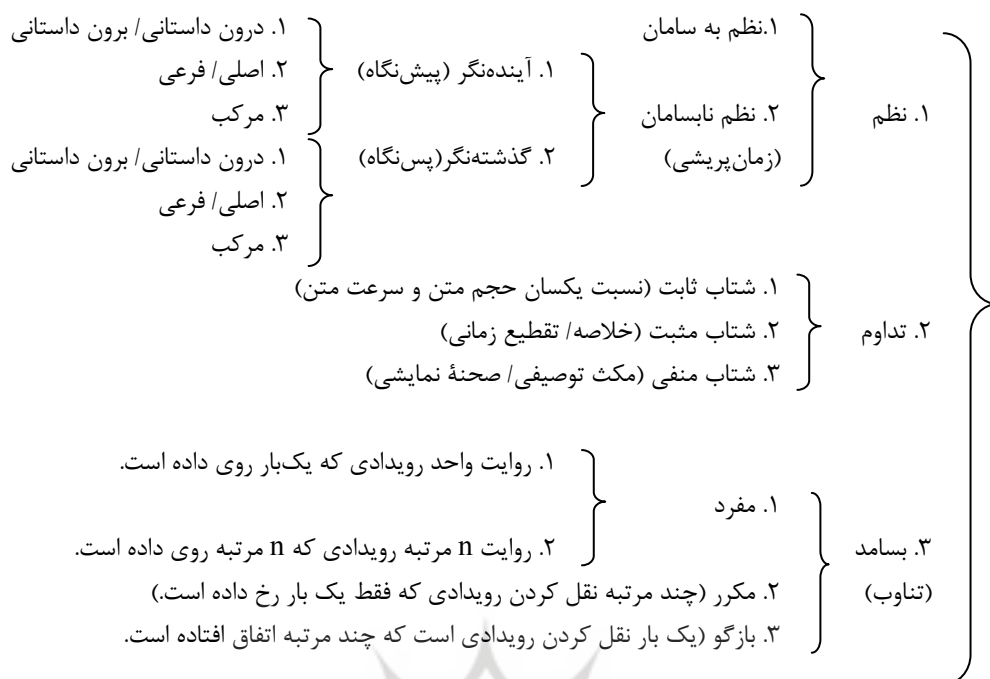 ۱.نظم به سامان
۱. درون داستانی/ برون داستانی
۱. آینده‌نگر (پیش‌نگاه)
۲. اصلی/ فرعی
۱. نظم
۲. نظم نابسامان
۳. مرکب
(زمان‌پریشی)
۲. گذشته‌نگر(پس‌نگاه)
۱. درون داستانی/ برون داستانی
۲. اصلی/ فرعی
۳. مرکب
۱. شتاب ثابت (نسبت یکسان حجم متن و سرعت متن)
۲. تداوم
۲. شتاب مثبت (خلاصه/ تقطیع زمانی)
۳. شتاب منفی (مکث توصیفی/ صحنۀ نمایشی)
۱. روایت واحد رویدادی که یک‌بار روی داده است.
۱. مفرد
۳. بسامد
۲. روایت n مرتبه رویدادی که n مرتبه روی داده است.
(تناوب)
۲. مکرر (چند مرتبه نقل کردن رویدادی که فقط یک بار رخ داده است.)
۳. بازگو (یک بار نقل کردن رویدادی است که چند مرتبه اتفاق افتاده است.